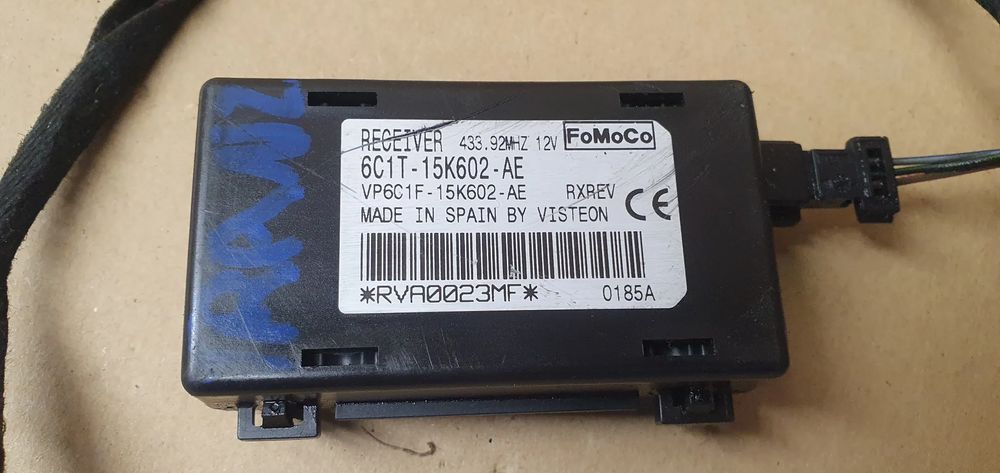 RECEIVER 433.92MHZ 12V FoMoCo
6C1T-15K602-AE
VP6C1F-15K602-AE RXREV
MADE IN SPAIN BY VISTEON CE
*RVA0023MF* 0185A